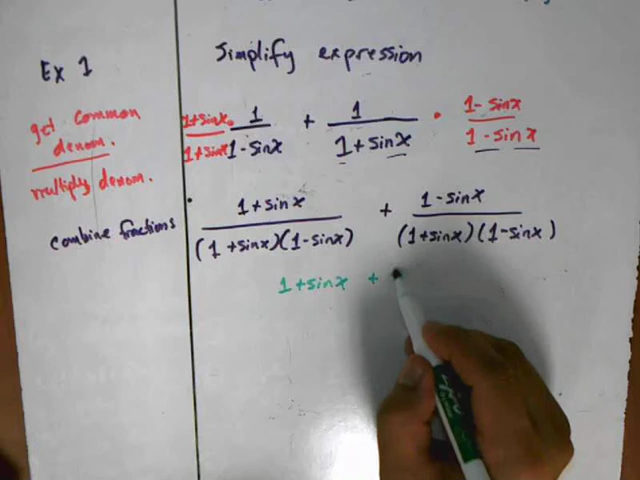 Ex 1
Simplify expression
get common
denom.
multiply denom.
1+sinx/1+sinx · 1/1-sinx + 1/1+sinx · 1-sinx/1-sinx
combine fractions
1+sinx/(1+sinx)(1-sinx) + 1-sinx/(1+sinx)(1-sinx)
1+sinx +